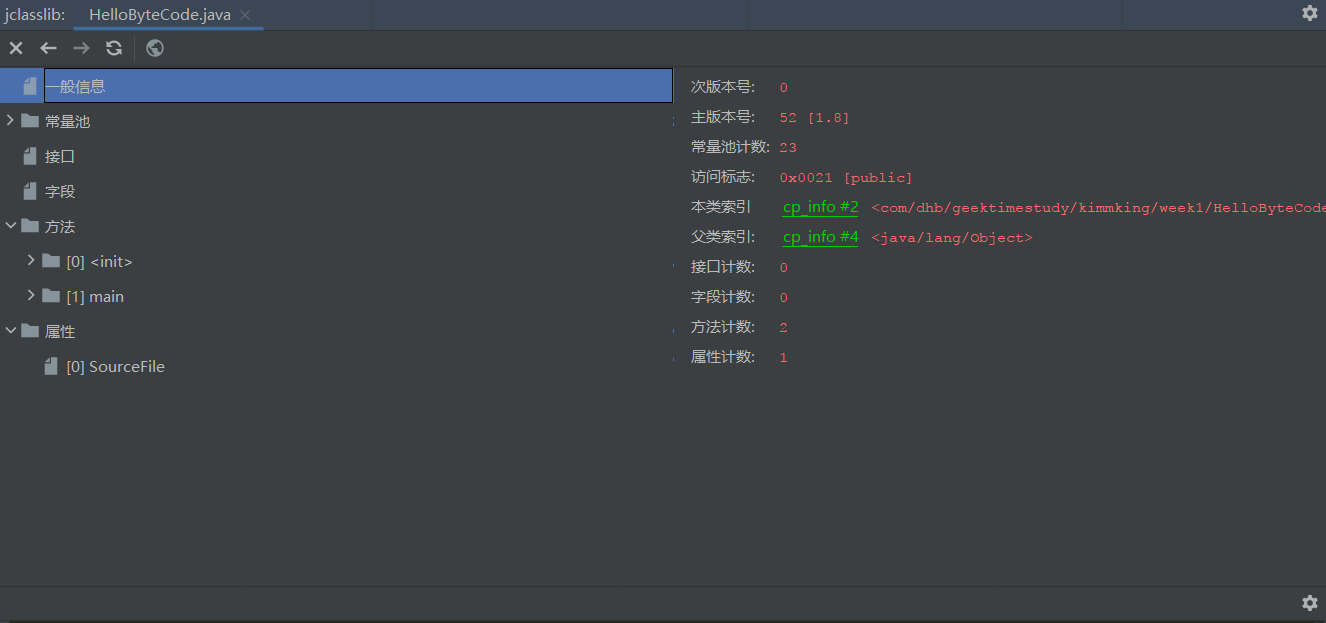 jclasslib: HelloByteCode.java
一般信息
常量池
接口
字段
方法
[0] <init>
[1] main
属性
[0] SourceFile
次版本号: 0
主版本号: 52 [1.8]
常量池计数: 23
访问标志: 0x0021 [public]
本类索引 cp_info #2 <com/dhb/geektimestudy/kimmking/week1/HelloByteCode
父类索引: cp_info #4 <java/lang/Object>
接口计数: 0
字段计数: 0
方法计数: 2
属性计数: 1